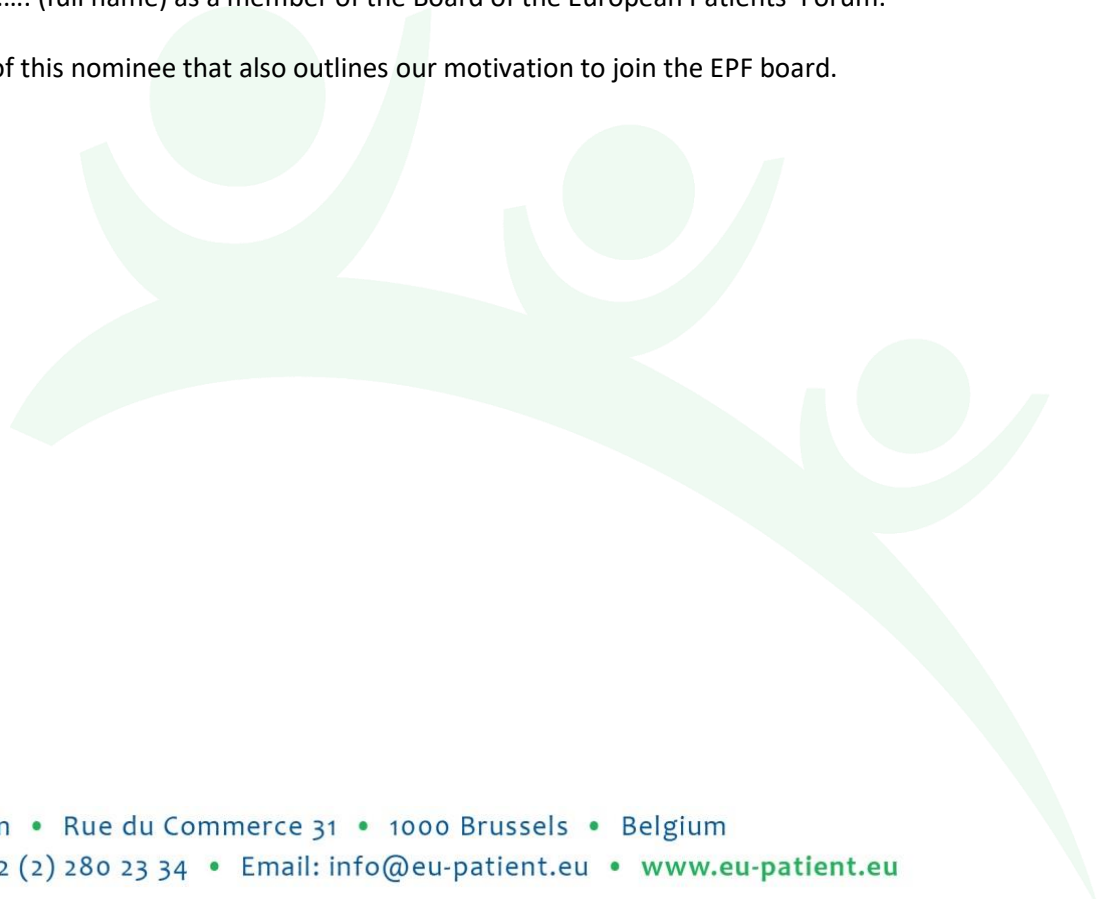 (full name) as a member of the Board of the European Patients' Forum.
of this nominee that also outlines our motivation to join the EPF board.
n • Rue du Commerce 31 • 1000 Brussels • Belgium
2 (2) 280 23 34 • Email: info@eu-patient.eu • www.eu-patient.eu